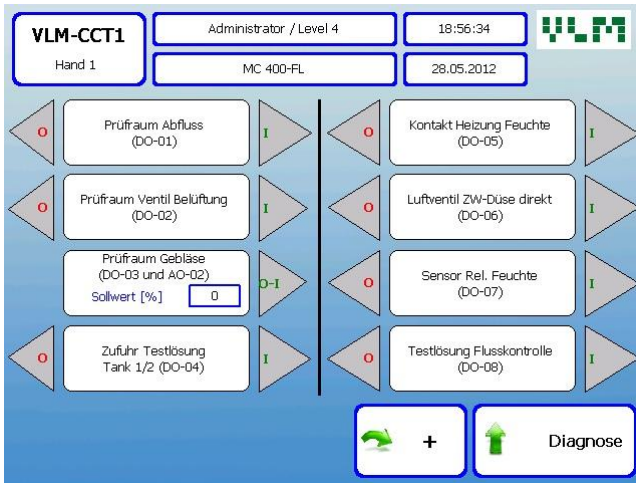 VLM-CCT1
Hand 1
Administrator / Level 4
18:56:34
VLM
MC 400-FL
28.05.2012
O
Prüfraum Abfluss
(DO-01)
I
O
Prüfraum Ventil Belüftung
(DO-02)
I
Prüfraum Gebläse
(DO-03 und AO-02)
Sollwert [%] 0
O-I
O
Zufuhr Testlösung
Tank 1/2 (DO-04)
I
O
Kontakt Heizung Feuchte
(DO-05)
I
O
Luftventil ZW-Düse direkt
(DO-06)
I
O
Sensor Rel. Feuchte
(DO-07)
I
O
Testlösung Flusskontrolle
(DO-08)
I
+
Diagnose